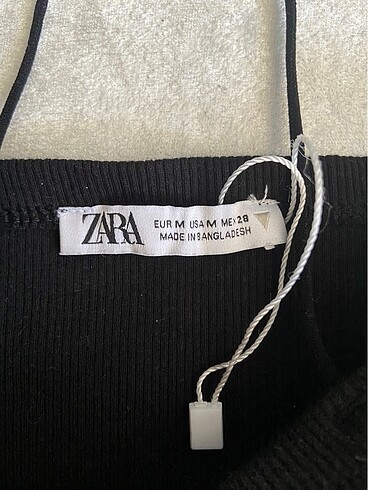 ZARA
EUR M USA M MEX 28
MADE IN BANGLADESH